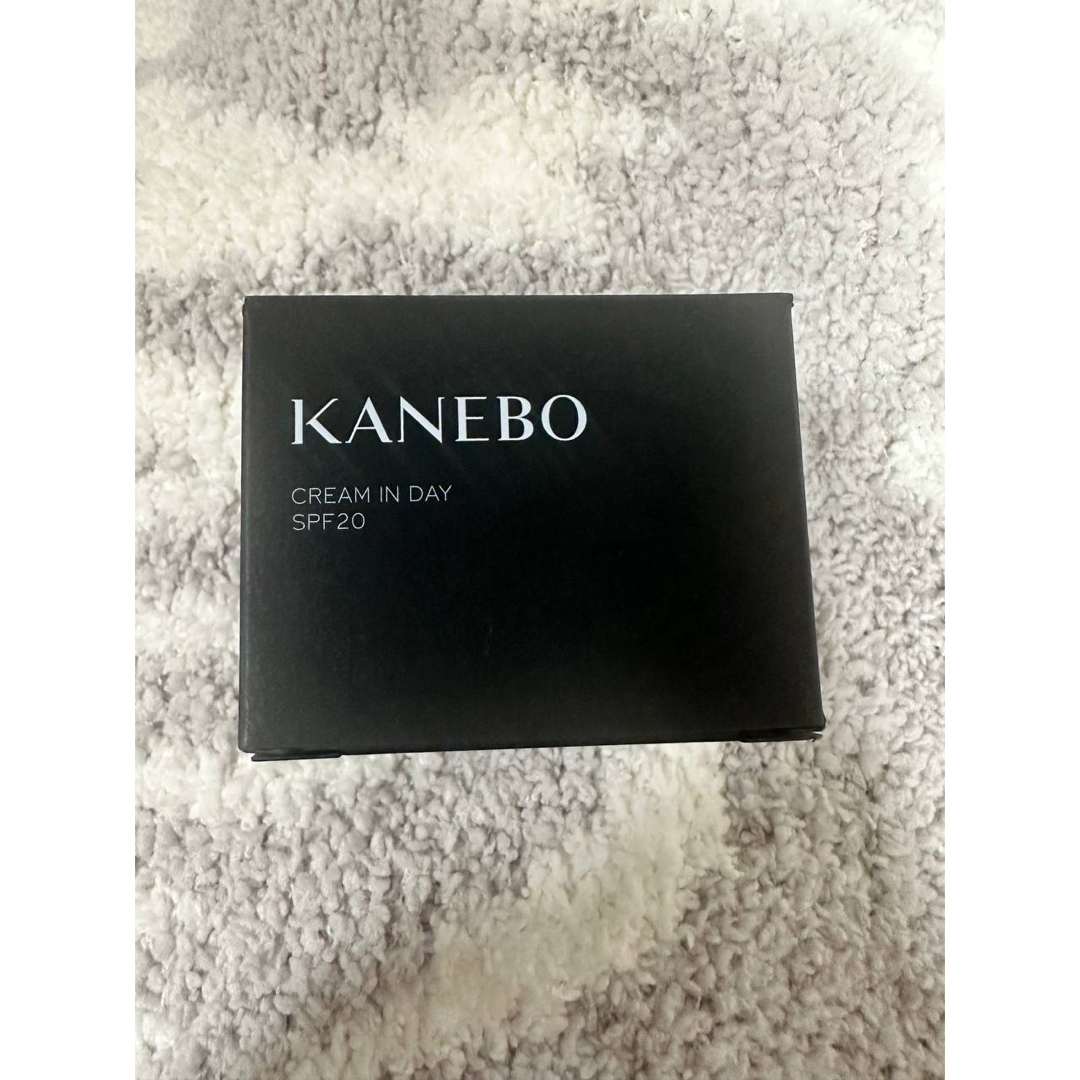 KANEBO
CREAM IN DAY
SPF20